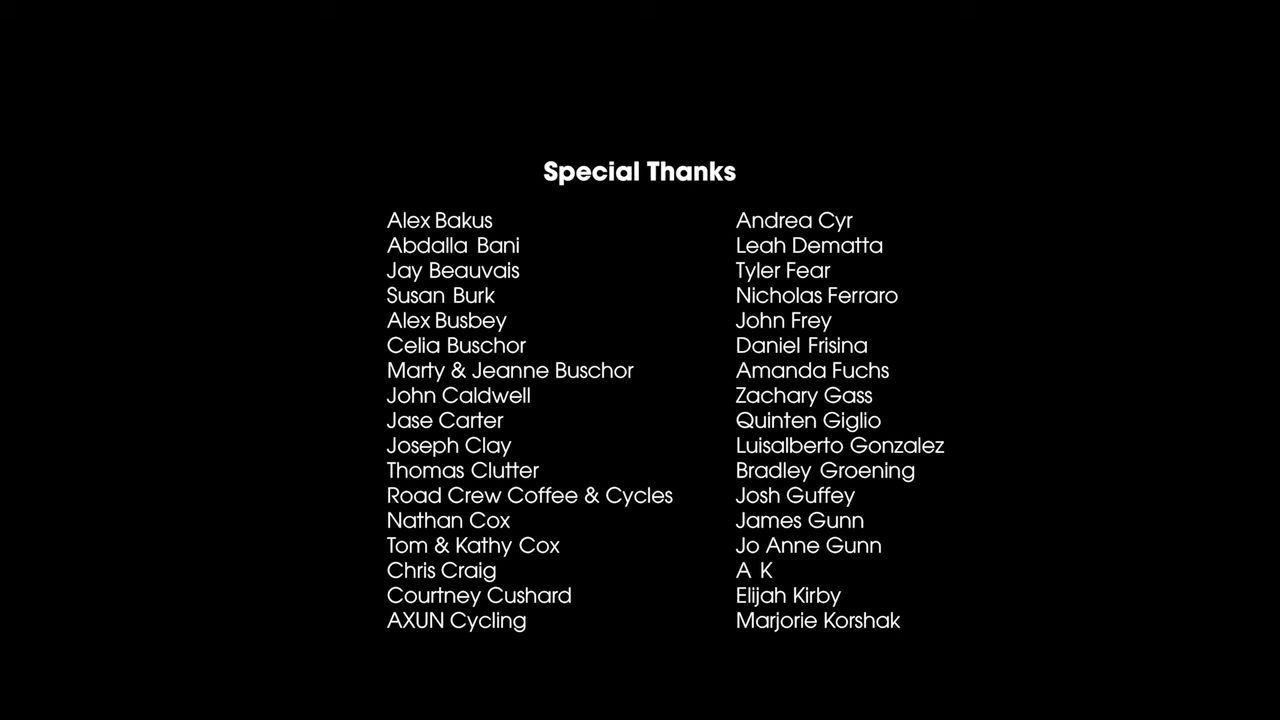 Special Thanks
Alex Bakus
Abdalla Bani
Jay Beauvais
Susan Burk
Alex Busbey
Celia Buschor
Marty & Jeanne Buschor
John Caldwell
Jase Carter
Joseph Clay
Thomas Clutter
Road Crew Coffee & Cycles
Nathan Cox
Tom & Kathy Cox
Chris Craig
Courtney Cushard
AXUN Cycling
Andrea Cyr
Leah Dematta
Tyler Fear
Nicholas Ferraro
John Frey
Daniel Frisina
Amanda Fuchs
Zachary Gass
Quinten Giglio
Luisalberto Gonzalez
Bradley Groening
Josh Guffey
James Gunn
Jo Anne Gunn
A K
Elijah Kirby
Marjorie Korshak